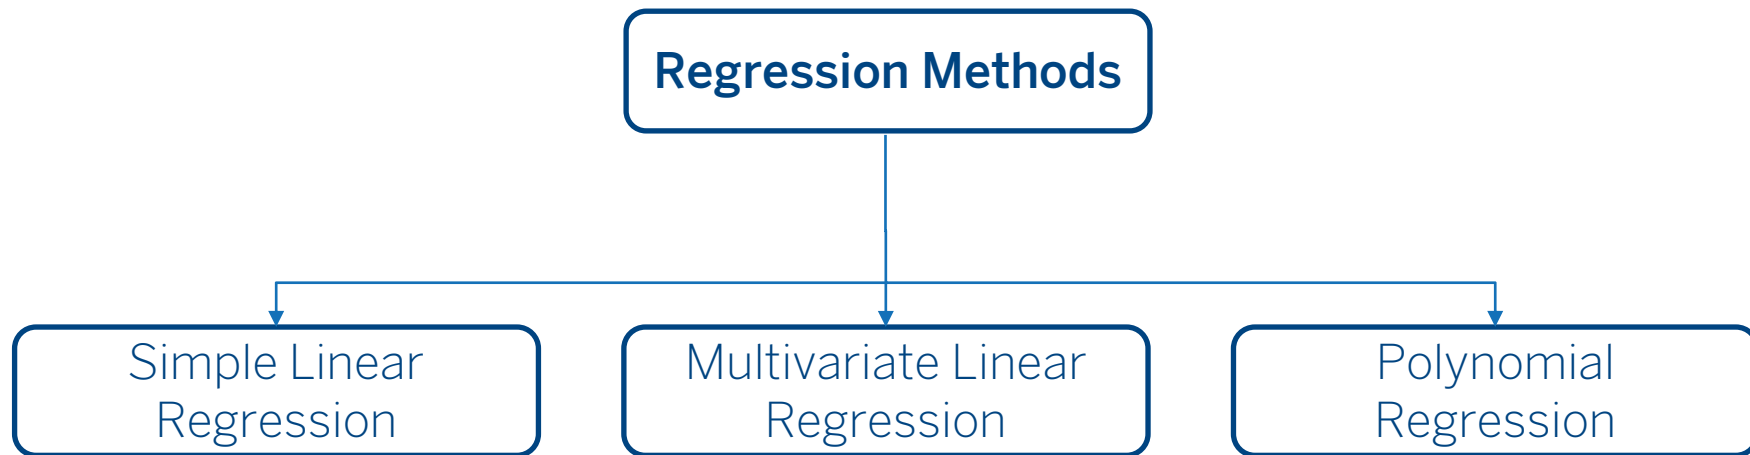 Regression Methods
Simple Linear
Regression
Multivariate Linear
Regression
Polynomial
Regression